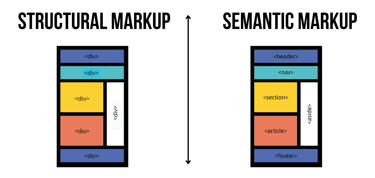 STRUCTURAL MARKUP
<div>
<div>
<div>
<div>
<div>
<div>
SEMANTIC MARKUP
<header>
<nav>
<section>
<aside>
<article>
<footer>